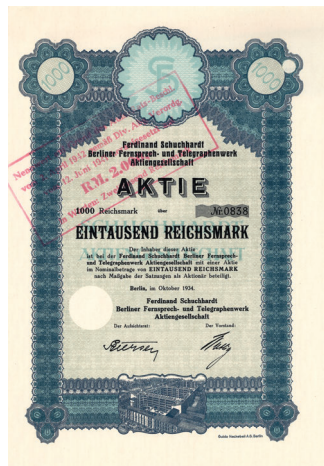 1000
1000
Ferdinand Schuchhardt
Berliner Fernsprech- und Telegraphenwerk
Aktiengesellschaft
AKTIE
1000 Reichsmark über № 0838
EINTAUSEND REICHSMARK
Der Inhaber dieser Aktie
ist bei der Ferdinand Schuchhardt Berliner Fernsprech-
und Telegraphenwerk Aktiengesellschaft mit einer Aktie
im Nominalbetrage von EINTAUSEND REICHSMARK
nach Maßgabe der Satzungen als Aktionär beteiligt.
Berlin, im Oktober 1934.
Ferdinand Schuchhardt
Berliner Fernsprech- und Telegraphenwerk
Aktiengesellschaft
Der Aufsichtsrat: Der Vorstand:
RM. 2.0
12. Juni